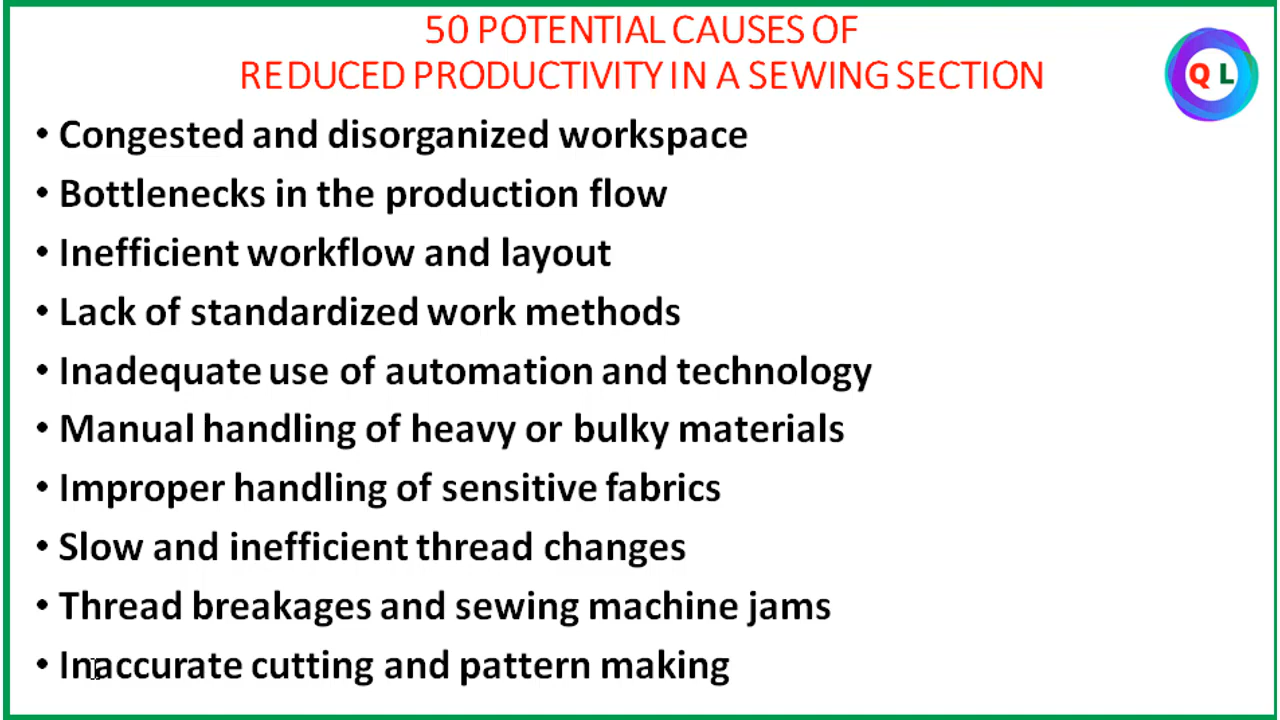 50 POTENTIAL CAUSES OF
REDUCED PRODUCTIVITY IN A SEWING SECTION
Q L
• Congested and disorganized workspace
• Bottlenecks in the production flow
• Inefficient workflow and layout
• Lack of standardized work methods
• Inadequate use of automation and technology
• Manual handling of heavy or bulky materials
• Improper handling of sensitive fabrics
• Slow and inefficient thread changes
• Thread breakages and sewing machine jams
• Inaccurate cutting and pattern making